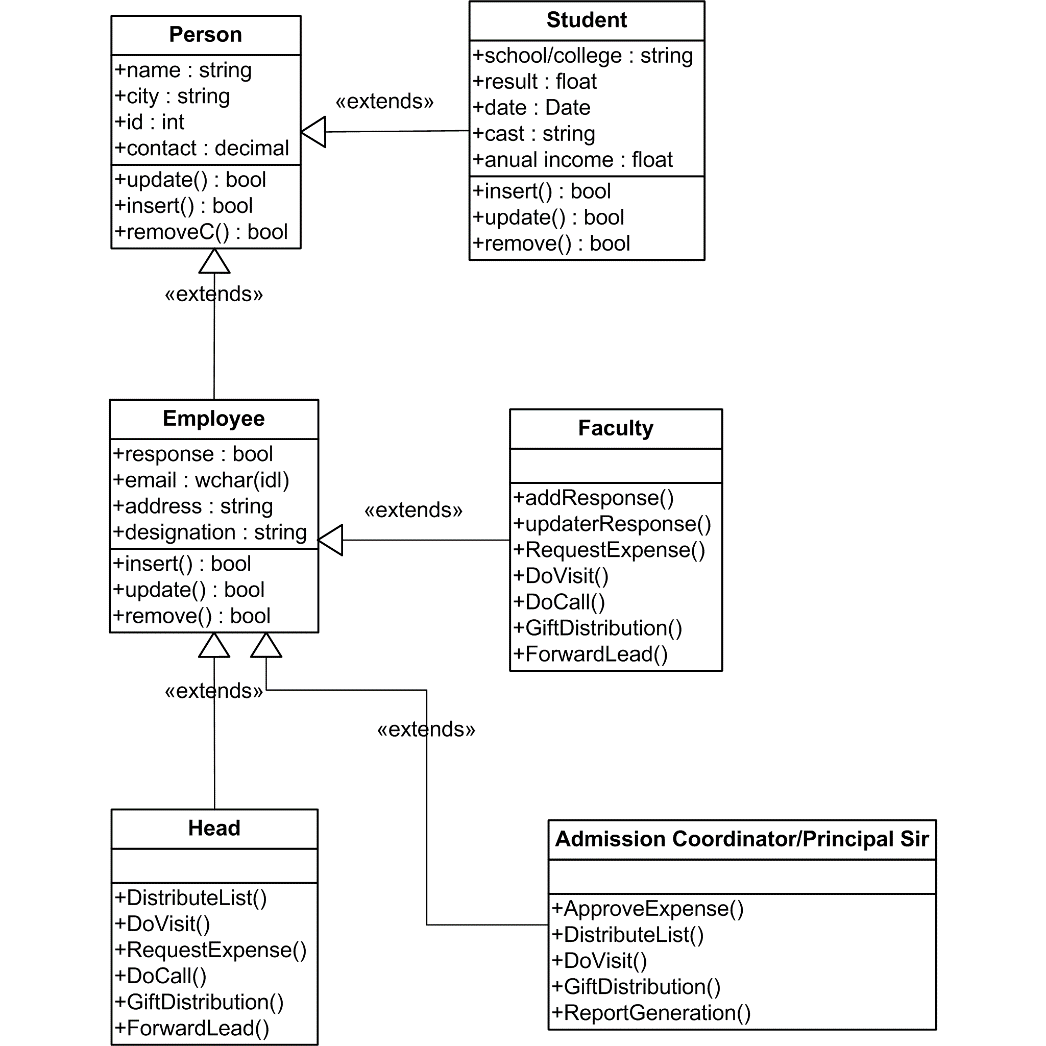 Person
+name : string
+city : string
+id : int
+contact : decimal
+update() : bool
+insert() : bool
+removeC() : bool
«extends»
Student
+school/college : string
+result : float
+date : Date
+cast : string
+anual income : float
+insert() : bool
+update() : bool
+remove() : bool
«extends»
Employee
+response : bool
+email : wchar(idl)
+address : string
+designation : string
+insert() : bool
+update() : bool
+remove() : bool
«extends»
Faculty
+addResponse()
+updaterResponse()
+RequestExpense()
+DoVisit()
+DoCall()
+GiftDistribution()
+ForwardLead()
«extends»
«extends»
Head
+DistributeList()
+DoVisit()
+RequestExpense()
+DoCall()
+GiftDistribution()
+ForwardLead()
Admission Coordinator/Principal Sir
+ApproveExpense()
+DistributeList()
+DoVisit()
+GiftDistribution()
+ReportGeneration()